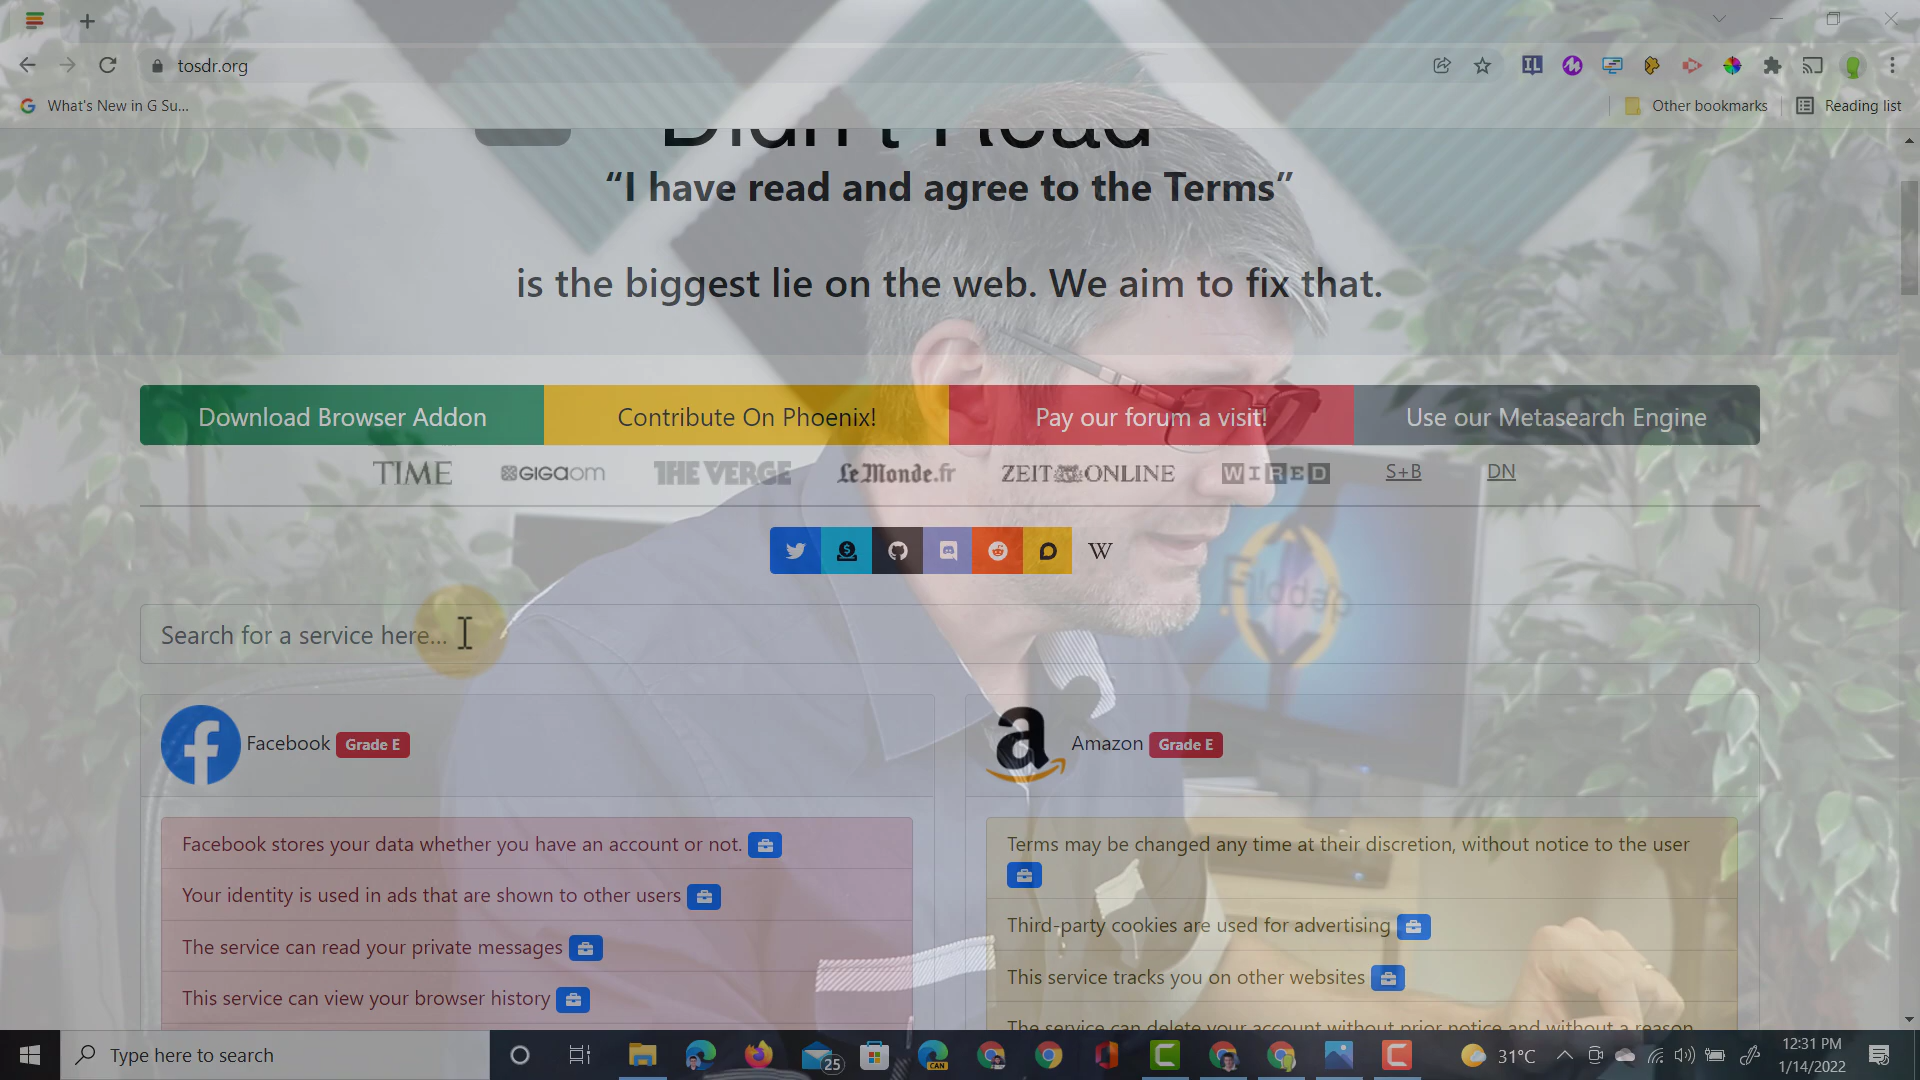 tosdr.org
What's New in G Su...
Other bookmarks
Reading list
Didn't Read
“I have read and agree to the Terms”
is the biggest lie on the web. We aim to fix that.
Download Browser Addon
Contribute On Phoenix!
Pay our forum a visit!
Use our Metasearch Engine
TIME
GIGAOM
THE VERGE
Le Monde.fr
ZEIT ONLINE
WIRED
S+B
DN
W
Search for a service here...
Facebook Grade E
Facebook stores your data whether you have an account or not.
Your identity is used in ads that are shown to other users
The service can read your private messages
This service can view your browser history
Amazon Grade E
Terms may be changed any time at their discretion, without notice to the user
Third-party cookies are used for advertising
This service tracks you on other websites
The service can delete your account without prior notice and without a reason
Type here to search
25
CAN
31°C
12:31 PM
1/14/2022